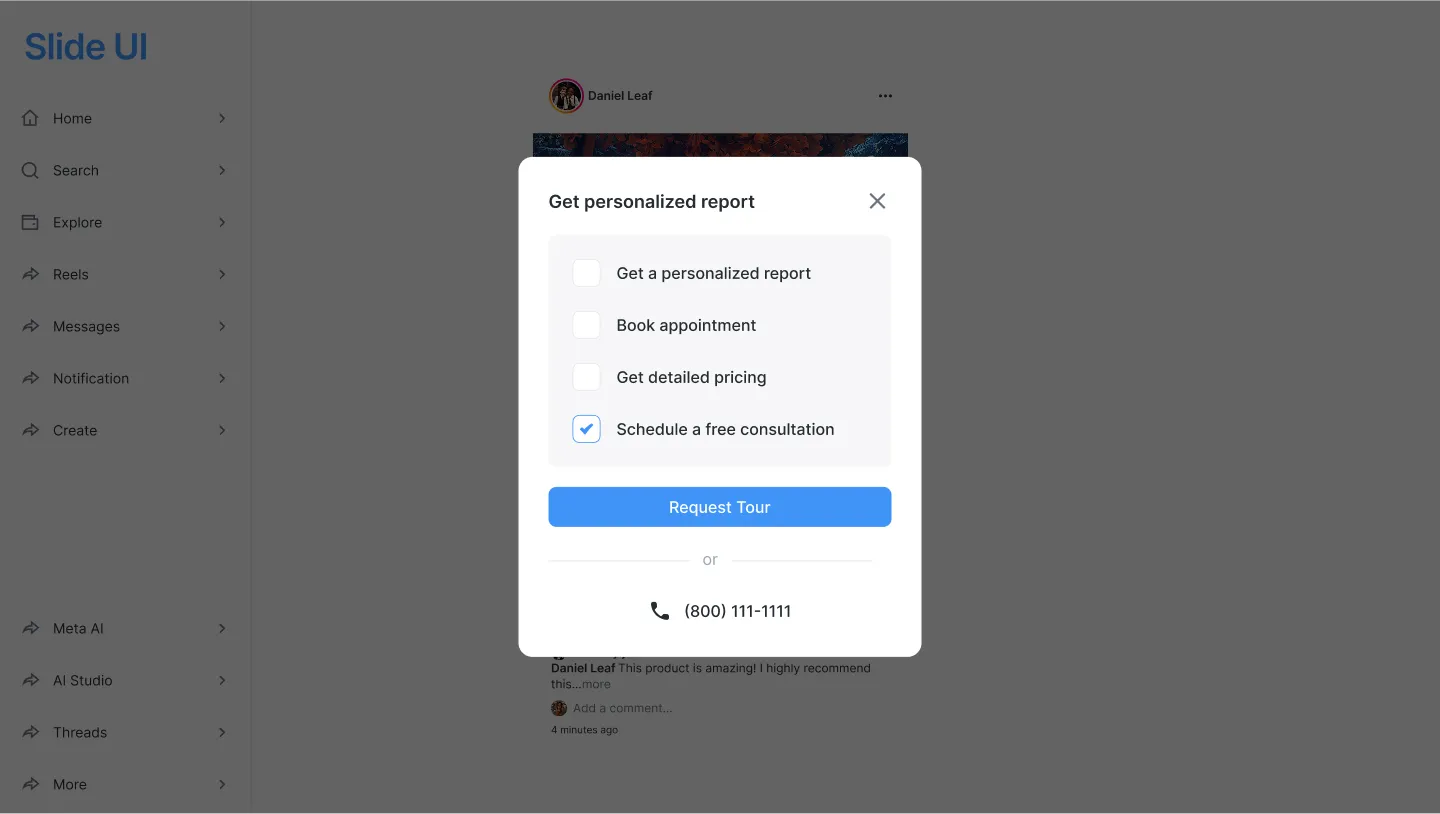 Slide UI
Home
Search
Explore
Reels
Messages
Notification
Create
Meta AI
AI Studio
Threads
More
Daniel Leaf
Get personalized report
Get a personalized report
Book appointment
Get detailed pricing
Schedule a free consultation
Request Tour
or
(800) 111-1111
Daniel Leaf This product is amazing! I highly recommend
this...more
Add a comment...
4 minutes ago